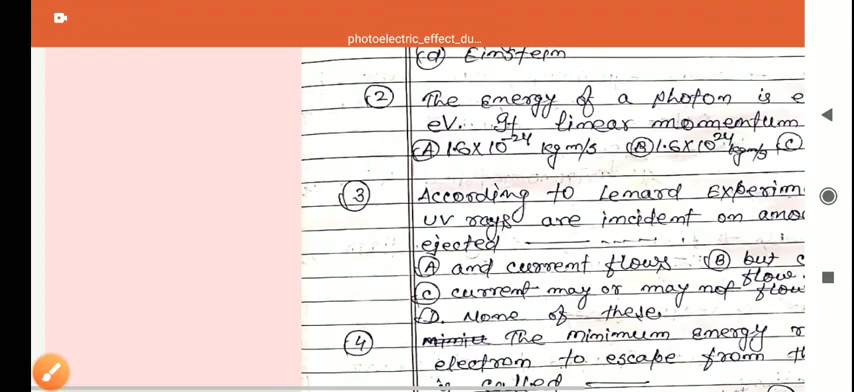 photoelectric_effect_du...
(d) Einstein
(2) The energy of a photon is e
eV. Its linear momentum
(A) 1.6×10⁻²⁴ kg m/s (B) 1.6×10²⁴ kg m/s (C)
(3) According to Lenard Experim
UV rays are incident on anod
ejected
(A) and current flows (B) but c
flow.
(C) current may or may not flow
D. None of these.
(4) The minimum energy r
electron to escape from th
is called